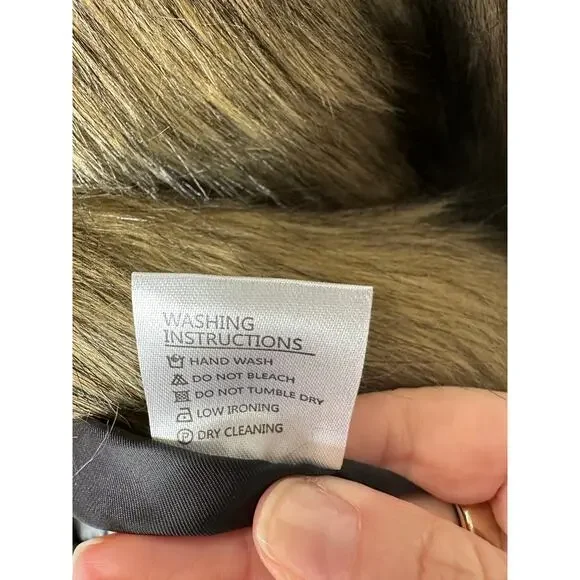 WASHING
INSTRUCTIONS
HAND WASH
DO NOT BLEACH
DO NOT TUMBLE DRY
LOW IRONING
P DRY CLEANING